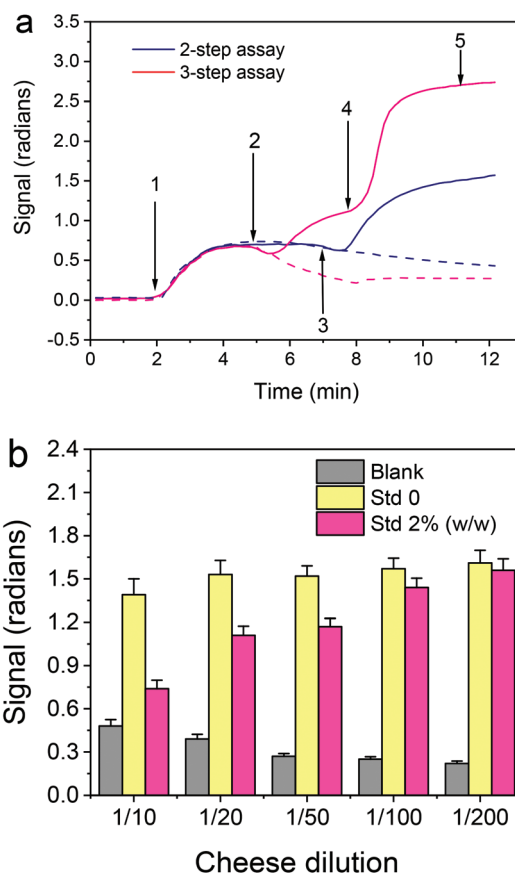 a
3.5
3.0
2.5
2.0
1.5
1.0
0.5
0.0
-0.5
Signal (radians)
2-step assay
3-step assay
1
2
3
4
5
0 2 4 6 8 10 12
Time (min)
b
2.4
2.1
1.8
1.5
1.2
0.9
0.6
0.3
0.0
Signal (radians)
Blank
Std 0
Std 2% (w/w)
1/10 1/20 1/50 1/100 1/200
Cheese dilution